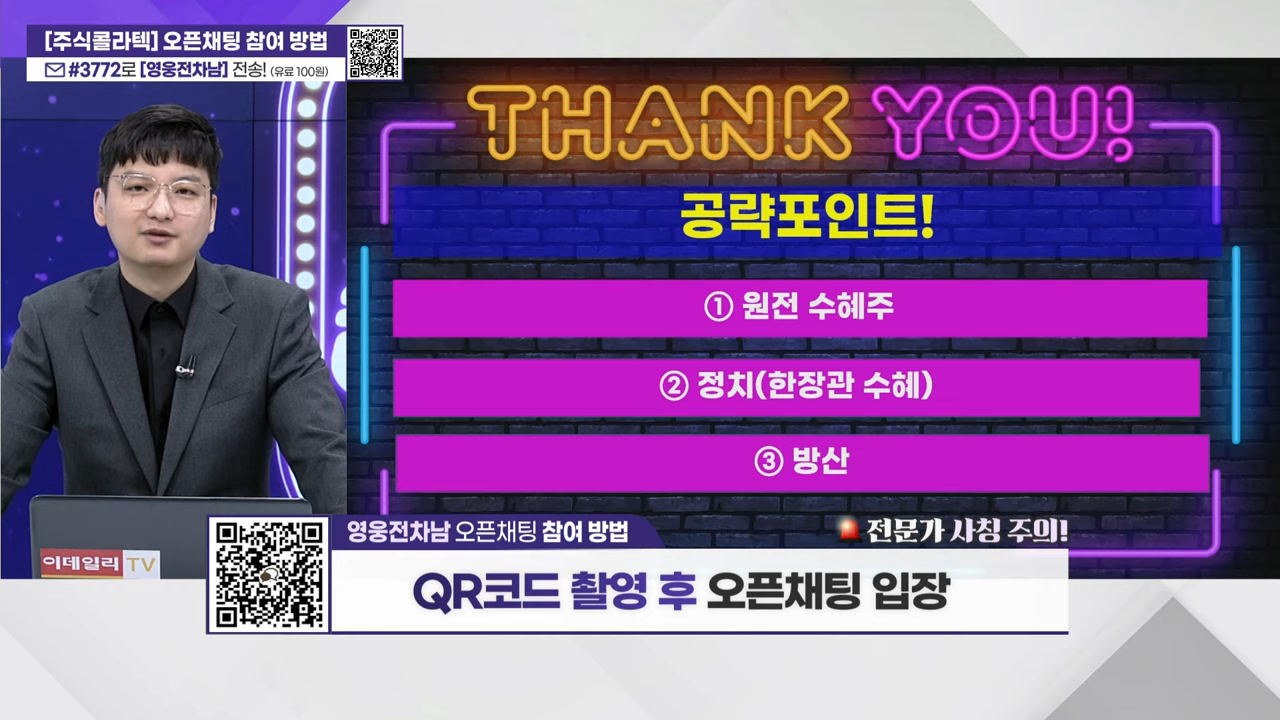 [주식콜라텍] 오픈채팅 참여 방법
#3772로 [영웅전차남] 전송! (유료 100원)
THANK YOU!
공략포인트!
① 원전 수혜주
② 정치(한장관 수혜)
③ 방산
영웅전차남 오픈채팅 참여 방법
전문가 사칭 주의!
이데일리 TV
QR코드 촬영 후 오픈채팅 입장